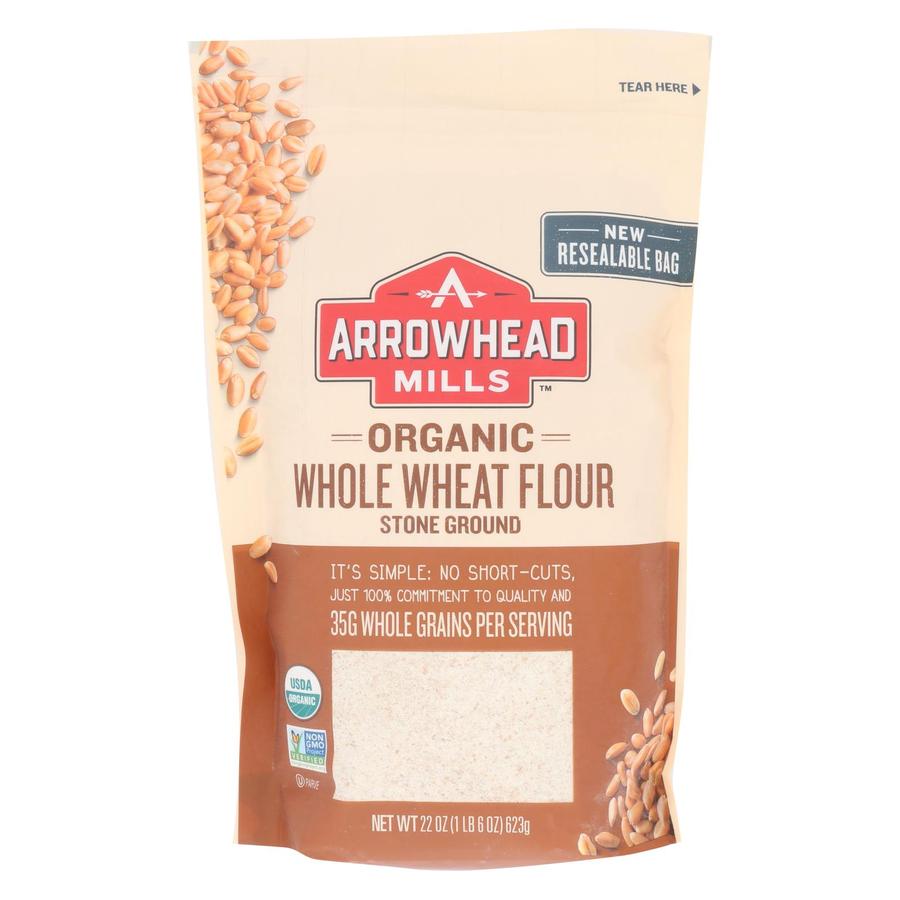 TEAR HERE
NEW
RESEALABLE BAG
A
ARROWHEAD
MILLS
™
ORGANIC
WHOLE WHEAT FLOUR
STONE GROUND
IT'S SIMPLE: NO SHORT-CUTS,
JUST 100% COMMITMENT TO QUALITY AND
35G WHOLE GRAINS PER SERVING
USDA
ORGANIC
NON
GMO
Project
VERIFIED
U PARVE
NET WT 22 OZ (1 LB 6 OZ) 623g